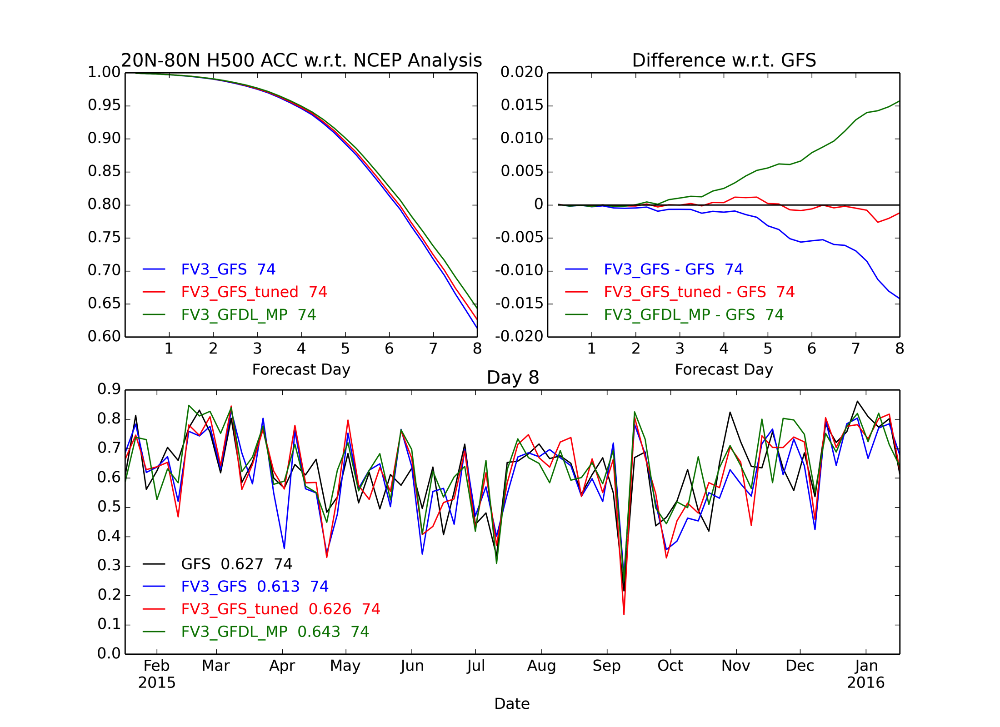 20N-80N H500 ACC w.r.t. NCEP Analysis
1.00
0.95
0.90
0.85
0.80
0.75
0.70
0.65
0.60
FV3_GFS 74
FV3_GFS_tuned 74
FV3_GFDL_MP 74
1 2 3 4 5 6 7 8
Forecast Day
Difference w.r.t. GFS
0.020
0.015
0.010
0.005
0
-0.005
-0.010
-0.015
-0.020
FV3_GFS - GFS 74
FV3_GFS_tuned - GFS 74
FV3_GFDL_MP - GFS 74
1 2 3 4 5 6 7 8
Forecast Day
Day 8
0.9
0.8
0.7
0.6
0.5
0.4
0.3
0.2
0.1
0.0
GFS 0.627 74
FV3_GFS 0.613 74
FV3_GFS_tuned 0.626 74
FV3_GFDL_MP 0.643 74
Feb Mar Apr May Jun Jul Aug Sep Oct Nov Dec Jan
2015 2016
Date